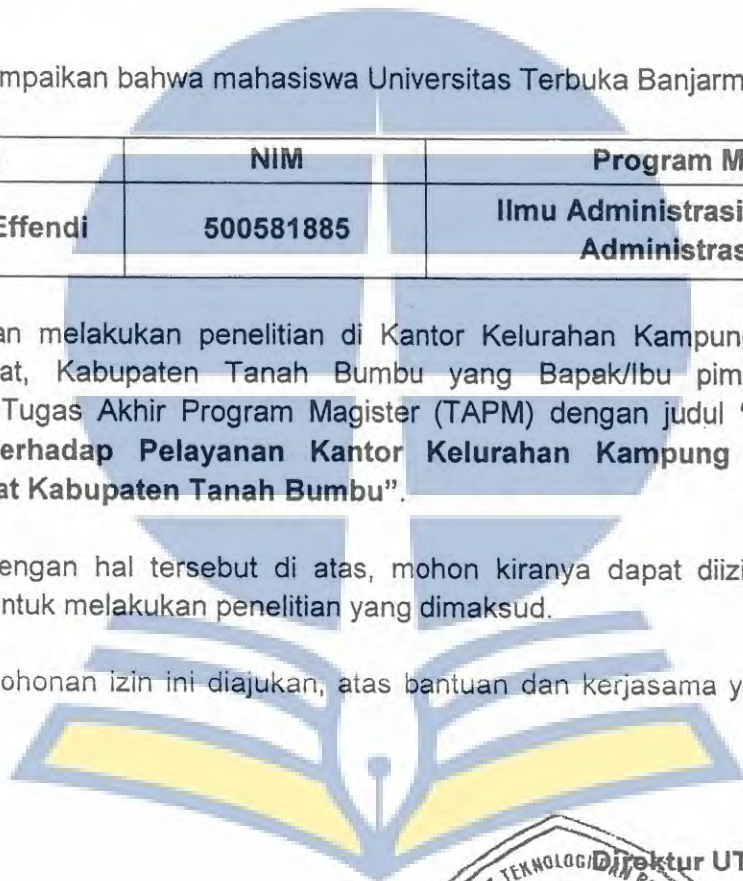 mpaikan bahwa mahasiswa Universitas Terbuka Banjarm
NIM Program M
Effendi 500581885 Ilmu Administrasi
Administras
an melakukan penelitian di Kantor Kelurahan Kampung
at, Kabupaten Tanah Bumbu yang Bapak/Ibu pim
Tugas Akhir Program Magister (TAPM) dengan judul "
erhadap Pelayanan Kantor Kelurahan Kampung
at Kabupaten Tanah Bumbu".
engan hal tersebut di atas, mohon kiranya dapat diizi
ntuk melakukan penelitian yang dimaksud.
ohonan izin ini diajukan, atas bantuan dan kerjasama y
Direktur UT
TEKNOLOGI